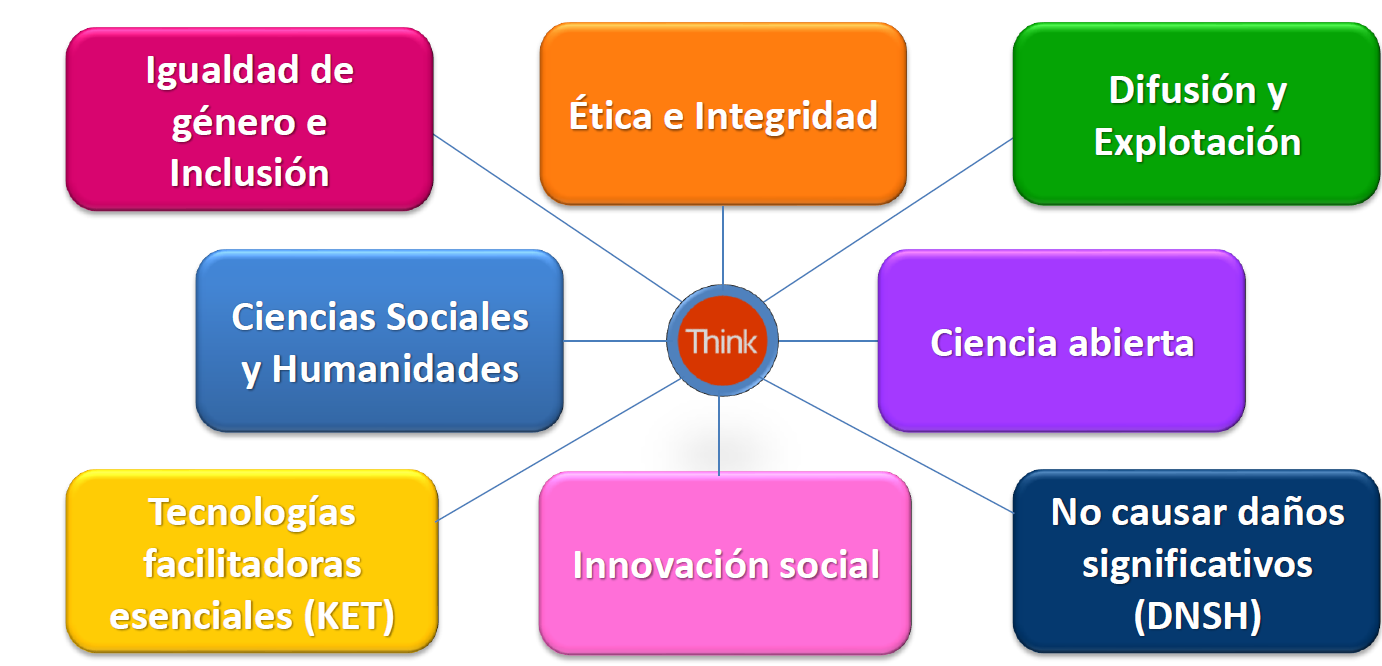 Igualdad de
género e
Inclusión
Ética e Integridad
Difusión y
Explotación
Ciencias Sociales
y Humanidades
Think
Ciencia abierta
Tecnologías
facilitadoras
esenciales (KET)
Innovación social
No causar daños
significativos
(DNSH)